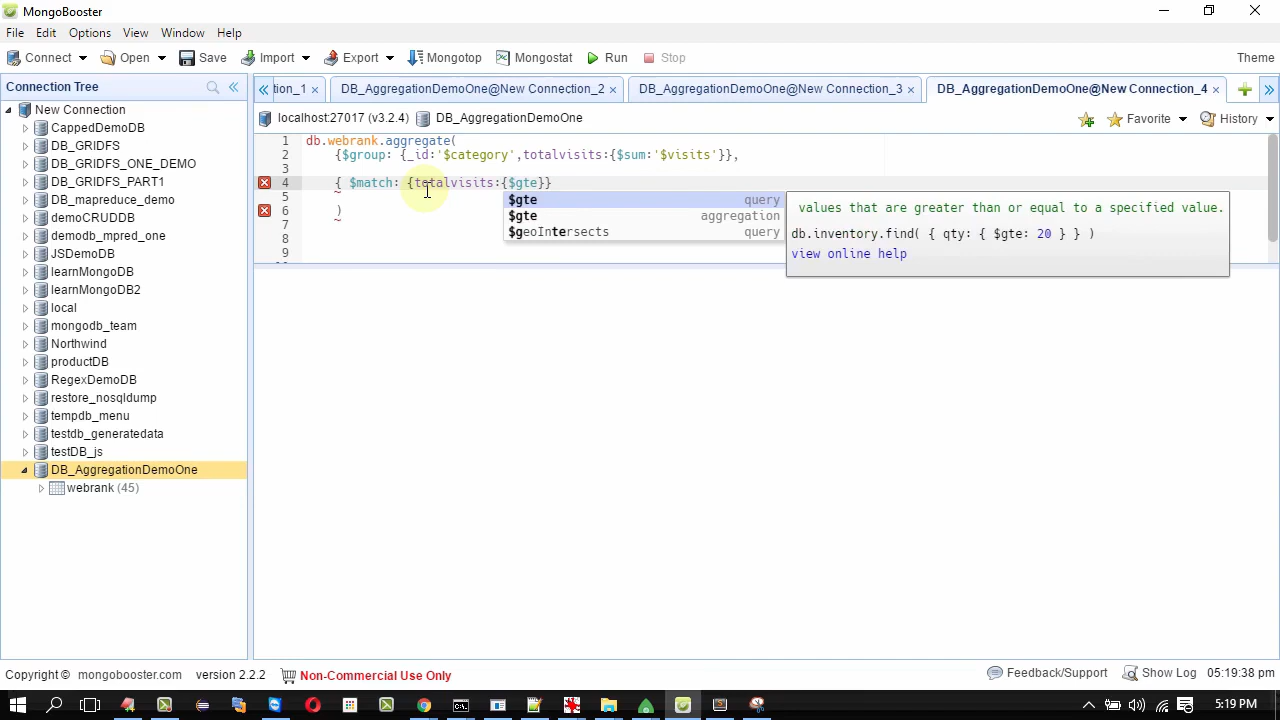 MongoBooster
File Edit Options View Window Help
Connect Open Save Import Export Mongotop Mongostat Run Stop Theme
Connection Tree
tion_1 × DB_AggregationDemoOne@New Connection_2 × DB_AggregationDemoOne@New Connection_3 × DB_AggregationDemoOne@New Connection_4 ×
New Connection
CappedDemoDB
DB_GRIDFS
DB_GRIDFS_ONE_DEMO
DB_GRIDFS_PART1
DB_mapreduce_demo
demoCRUDDB
demodb_mpred_one
JSDemoDB
learnMongoDB
learnMongoDB2
local
mongodb_team
Northwind
productDB
RegexDemoDB
restore_nosqldump
tempdb_menu
testdb_generatedata
testDB_js
DB_AggregationDemoOne
webrank (45)
localhost:27017 (v3.2.4) DB_AggregationDemoOne Favorite History
1 db.webrank.aggregate(
2 {$group: {_id:'$category',totalvisits:{$sum:'$visits'}},
3
4 { $match: {totalvisits:{$gte}}
5
6 )
7
8
9
$gte query
$gte aggregation
$geoIntersects query
values that are greater than or equal to a specified value.
db.inventory.find( { qty: { $gte: 20 } } )
view online help
Copyright © mongobooster.com version 2.2.2 Non-Commercial Use Only Feedback/Support Show Log 05:19:38 pm
5:19 PM